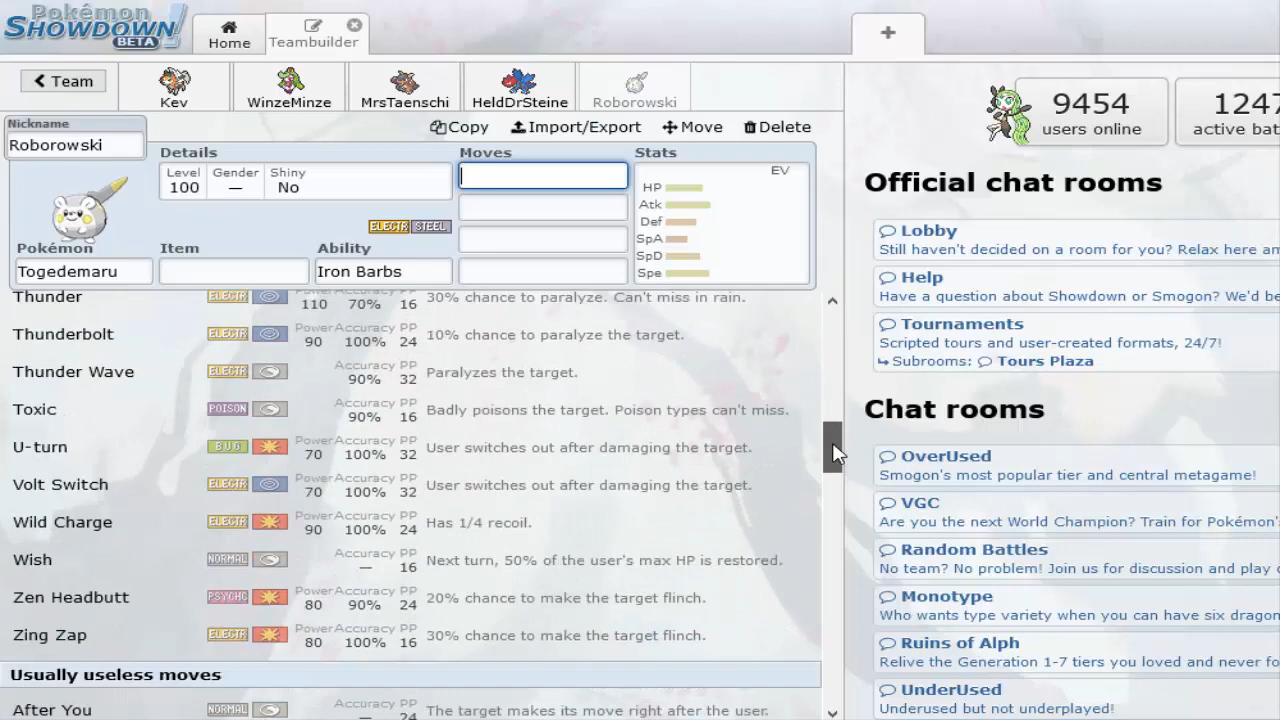 Pokémon
SHOWDOWN!
BETA
Home
Teambuilder
+
Team
Kev
WinzeMinze
MrsTaenschi
HeldDrSteine
Roborowski
9454
users online
1247
active bat
Nickname
Roborowski
Copy
Import/Export
Move
Delete
Details
Moves
Stats
Level
100
Gender
—
Shiny
No
EV
HP
Atk
Def
SpA
SpD
Spe
ELECTR STEEL
Pokémon
Togedemaru
Item
Ability
Iron Barbs
Thunder ELECTR 110 70% PP 16 30% chance to paralyze. Can't miss in rain.
Thunderbolt ELECTR Power 90 Accuracy 100% PP 24 10% chance to paralyze the target.
Thunder Wave ELECTR Accuracy 90% PP 32 Paralyzes the target.
Toxic POISON Accuracy 90% PP 16 Badly poisons the target. Poison types can't miss.
U-turn BUG Power 70 Accuracy 100% PP 32 User switches out after damaging the target.
Volt Switch ELECTR Power 70 Accuracy 100% PP 32 User switches out after damaging the target.
Wild Charge ELECTR Power 90 Accuracy 100% PP 24 Has 1/4 recoil.
Wish NORMAL Accuracy — PP 16 Next turn, 50% of the user's max HP is restored.
Zen Headbutt PSYCHC Power 80 Accuracy 90% PP 24 20% chance to make the target flinch.
Zing Zap ELECTR Power 80 Accuracy 100% PP 16 30% chance to make the target flinch.
Usually useless moves
After You NORMAL Accuracy — PP 24 The target makes its move right after the user.
Official chat rooms
Lobby
Still haven't decided on a room for you? Relax here am
Help
Have a question about Showdown or Smogon? We'd be
Tournaments
Scripted tours and user-created formats, 24/7!
Subrooms: Tours Plaza
Chat rooms
OverUsed
Smogon's most popular tier and central metagame!
VGC
Are you the next World Champion? Train for Pokémon's
Random Battles
No team? No problem! Join us for discussion and play o
Monotype
Who wants type variety when you can have six dragon
Ruins of Alph
Relive the Generation 1-7 tiers you loved and never fo
UnderUsed
Underused but not underplayed!